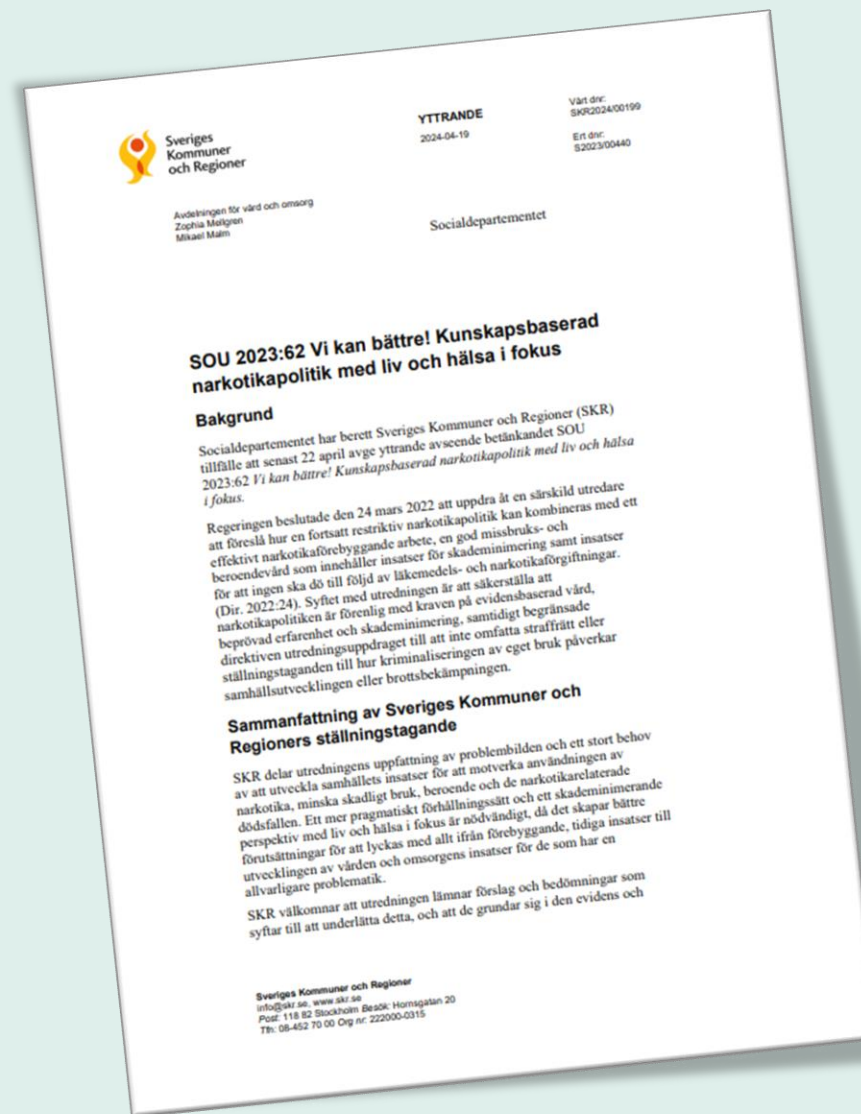 Sveriges
Kommuner
och Regioner
YTTRANDE
2024-04-19
Vårt dnr:
SKR2024/00199
Ert dnr:
S2023/00440
Avdelningen för vård och omsorg
Zophia Mellgren
Mikael Malm
Socialdepartementet
SOU 2023:62 Vi kan bättre! Kunskapsbaserad
narkotikapolitik med liv och hälsa i fokus
Bakgrund
Socialdepartementet har berett Sveriges Kommuner och Regioner (SKR)
tillfälle att senast 22 april avge yttrande avseende betänkandet SOU
2023:62 Vi kan bättre! Kunskapsbaserad narkotikapolitik med liv och hälsa
i fokus.
Regeringen beslutade den 24 mars 2022 att uppdra åt en särskild utredare
att föreslå hur en fortsatt restriktiv narkotikapolitik kan kombineras med ett
effektivt narkotikaförebyggande arbete, en god missbruks- och
beroendevård som innehåller insatser för skademinimering samt insatser
för att ingen ska dö till följd av läkemedels- och narkotikaförgiftningar.
(Dir. 2022:24). Syftet med utredningen är att säkerställa att
narkotikapolitiken är förenlig med kraven på evidensbaserad vård,
beprövad erfarenhet och skademinimering, samtidigt begränsade
direktiven utredningsuppdraget till att inte omfatta straffrätt eller
ställningstaganden till hur kriminaliseringen av eget bruk påverkar
samhällsutvecklingen eller brottsbekämpningen.
Sammanfattning av Sveriges Kommuner och
Regioners ställningstagande
SKR delar utredningens uppfattning av problembilden och ett stort behov
av att utveckla samhällets insatser för att motverka användningen av
narkotika, minska skadligt bruk, beroende och de narkotikarelaterade
dödsfallen. Ett mer pragmatiskt förhållningssätt och ett skademinimerande
perspektiv med liv och hälsa i fokus är nödvändigt, då det skapar bättre
förutsättningar för att lyckas med allt ifrån förebyggande, tidiga insatser till
utvecklingen av vården och omsorgens insatser för de som har en
allvarligare problematik.
SKR välkomnar att utredningen lämnar förslag och bedömningar som
syftar till att underlätta detta, och att de grundar sig i den evidens och
Sveriges Kommuner och Regioner
info@skr.se, www.skr.se
Post: 118 82 Stockholm Besök: Hornsgatan 20
Tfn: 08-452 70 00 Org nr: 222000-0315